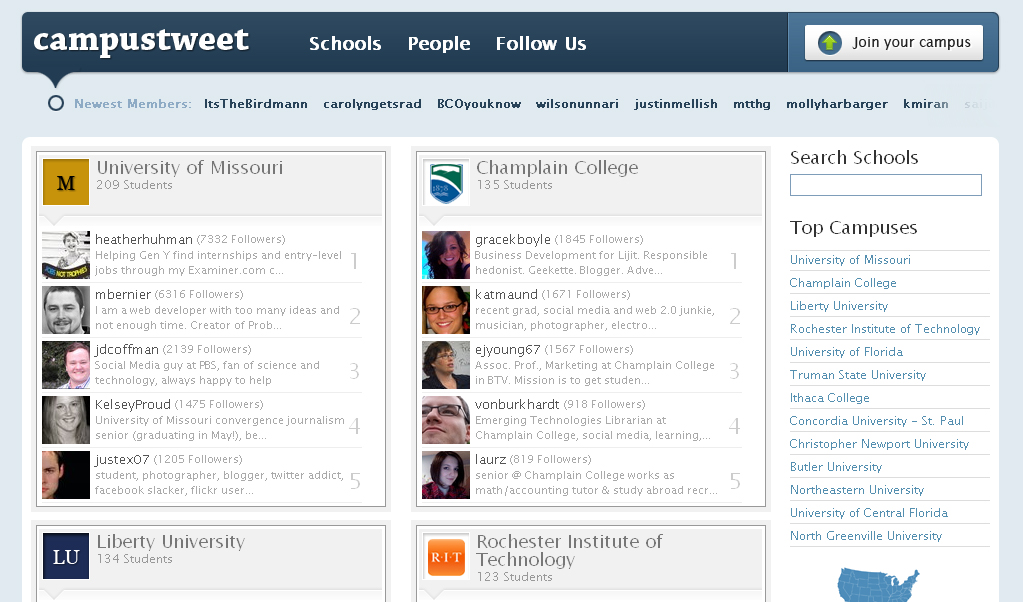 campustweet
Schools People Follow Us
Join your campus
Newest Members: ItsTheBirdmann carolyngetsrad BCOyouknow wilsonunnari justinmellish mtthg mollyharbarger kmiran
M
University of Missouri
209 Students
heatherhuhman (7332 Followers)
Helping Gen Y find internships and entry-level
jobs through my Examiner.com c...
1
JOBS NOT TROPHIES
mbernier (6316 Followers)
I am a web developer with too many ideas and
not enough time. Creator of Prob...
2
jdcoffman (2139 Followers)
Social Media guy at PBS, fan of science and
technology, always happy to help
3
KelseyProud (1475 Followers)
University of Missouri convergence journalism
senior (graduating in May!), be...
4
justex07 (1205 Followers)
student, photographer, blogger, twitter addict,
facebook slacker, flickr user...
5
LU
Liberty University
134 Students
1878
Champlain College
135 Students
gracekboyle (1845 Followers)
Business Development for Lijit. Responsible
hedonist. Geekette. Blogger. Adve...
1
katmaund (1671 Followers)
recent grad, social media and web 2.0 junkie,
musician, photographer, electro...
2
ejyoung67 (1567 Followers)
Assoc. Prof., Marketing at Champlain College
in BTV. Mission is to get studen...
3
vonburkhardt (918 Followers)
Emerging Technologies Librarian at
Champlain College, social media, learning,...
4
laurz (819 Followers)
senior @ Champlain College works as
math/accounting tutor & study abroad recr...
5
R·I·T
Rochester Institute of
Technology
123 Students
Search Schools
Top Campuses
University of Missouri
Champlain College
Liberty University
Rochester Institute of Technology
University of Florida
Truman State University
Ithaca College
Concordia University - St. Paul
Christopher Newport University
Butler University
Northeastern University
University of Central Florida
North Greenville University